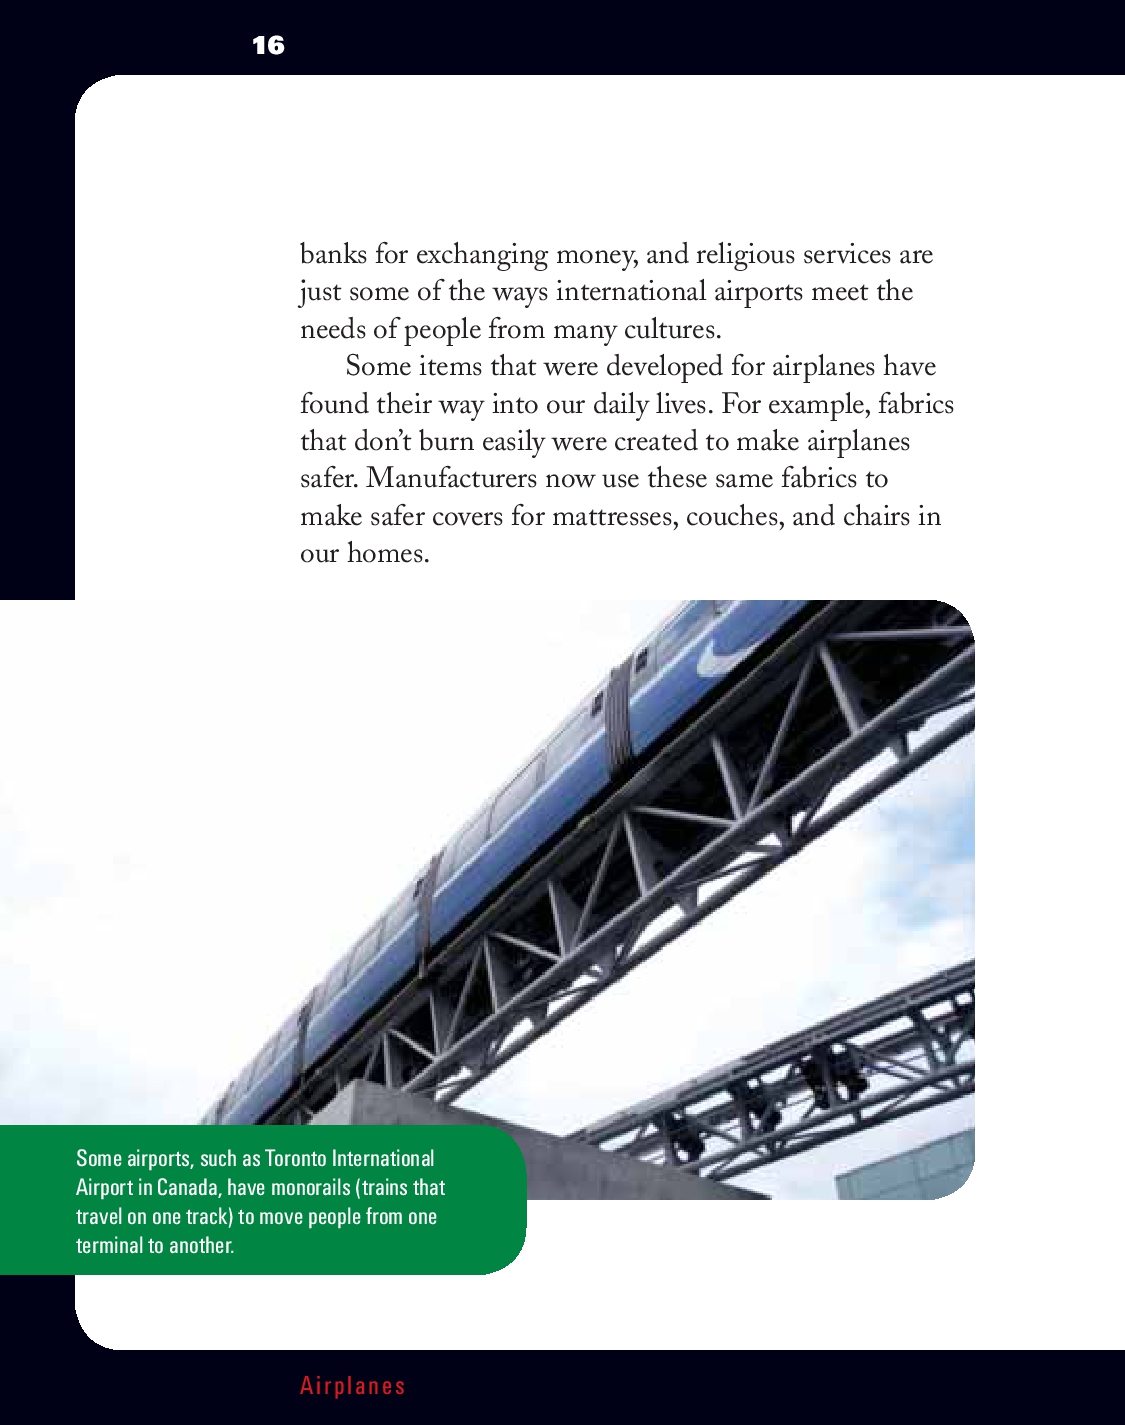 16
banks for exchanging money, and religious services are
just some of the ways international airports meet the
needs of people from many cultures.
Some items that were developed for airplanes have
found their way into our daily lives. For example, fabrics
that don’t burn easily were created to make airplanes
safer. Manufacturers now use these same fabrics to
make safer covers for mattresses, couches, and chairs in
our homes.
Some airports, such as Toronto International
Airport in Canada, have monorails (trains that
travel on one track) to move people from one
terminal to another.
Airplanes